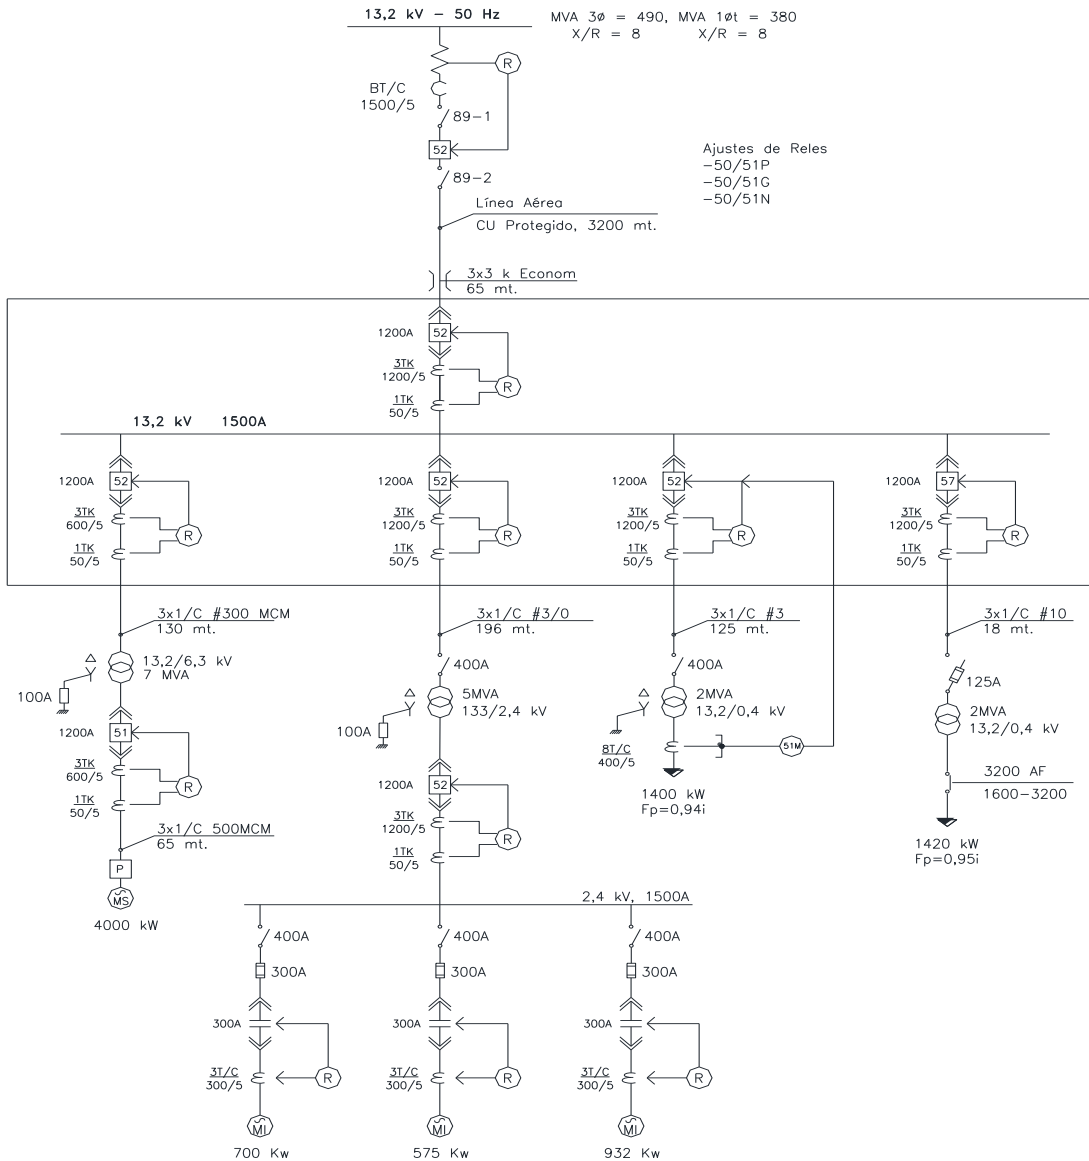 13,2 kV – 50 Hz
MVA 3ø = 490, MVA 1øt = 380
X/R = 8 X/R = 8
R
BT/C
1500/5
89-1
52
89-2
Ajustes de Reles
-50/51P
-50/51G
-50/51N
Línea Aérea
CU Protegido, 3200 mt.
3x3 k Econom
65 mt.
1200A 52
3TK
1200/5
R
1TK
50/5
13,2 kV 1500A
1200A 52
3TK
600/5
R
1TK
50/5
1200A 52
3TK
1200/5
R
1TK
50/5
1200A 52
3TK
1200/5
R
1TK
50/5
1200A 57
3TK
1200/5
R
1TK
50/5
3x1/C #300 MCM
130 mt.
3x1/C #3/0
196 mt.
3x1/C #3
125 mt.
3x1/C #10
18 mt.
13,2/6,3 kV
7 MVA
100A
1200A 51
3TK
600/5
R
1TK
50/5
3x1/C 500MCM
65 mt.
P
MS
4000 kW
400A
5MVA
133/2,4 kV
100A
1200A 52
3TK
1200/5
R
1TK
50/5
400A
2MVA
13,2/0,4 kV
8T/C
400/5
51M
1400 kW
Fp=0,94i
125A
2MVA
13,2/0,4 kV
3200 AF
1600-3200
1420 kW
Fp=0,95i
2,4 kV, 1500A
400A
300A
300A
3T/C
300/5
R
MI
700 Kw
400A
300A
300A
3T/C
300/5
R
MI
575 Kw
400A
300A
300A
3T/C
300/5
R
MI
932 Kw